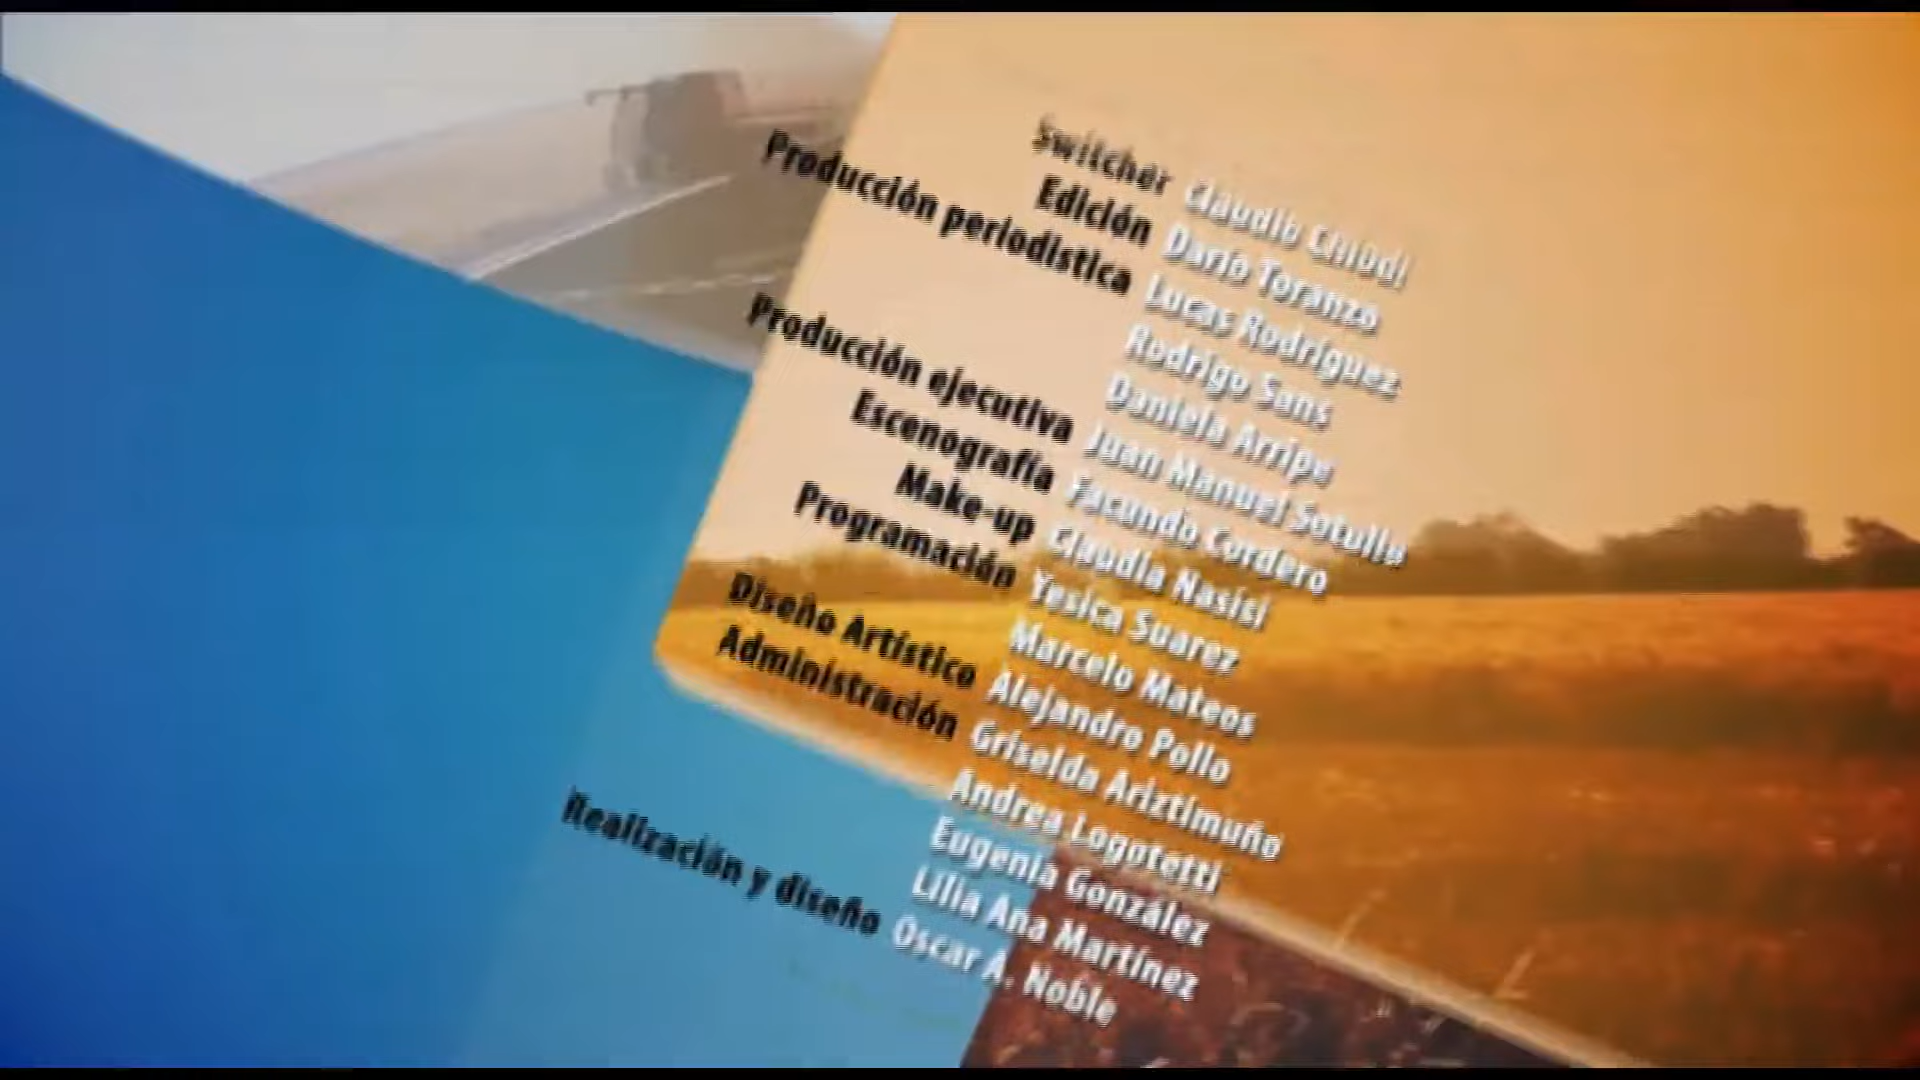 Switcher Claudio Chiodi
Edición Darío Toranzo
Producción periodística Lucas Rodríguez
Rodrigo Sans
Daniela Arripe
Producción ejecutiva Juan Manuel Sotullo
Escenografía Facundo Cordero
Make-up Claudia Nasisi
Programación Yesica Suarez
Marcelo Mateos
Diseño Artístico Alejandro Pollo
Administración Griselda Ariztimuño
Andrea Logotetti
Eugenia González
Lilia Ana Martínez
Realización y diseño Oscar A. Noble